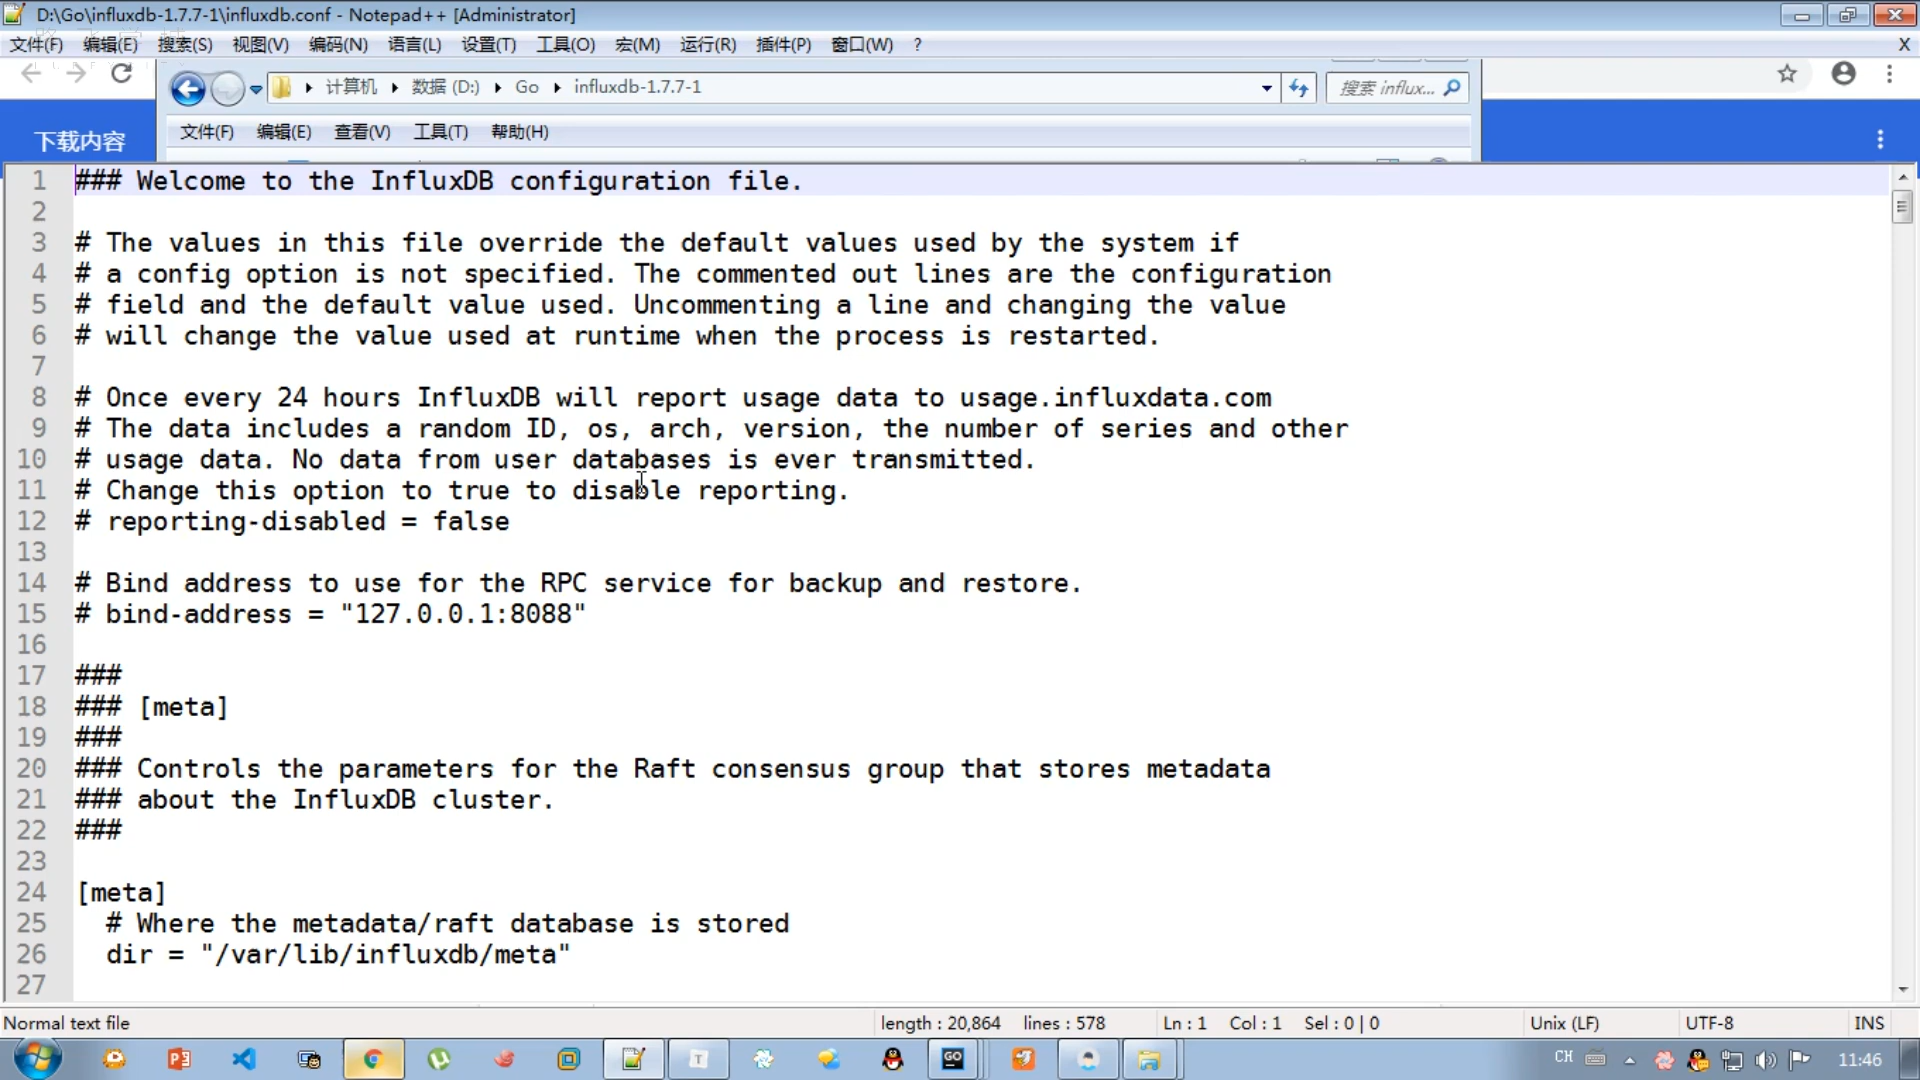 D:\Go\influxdb-1.7.7-1\influxdb.conf - Notepad++ [Administrator]
文件(F) 编辑(E) 搜索(S) 视图(V) 编码(N) 语言(L) 设置(T) 工具(O) 宏(M) 运行(R) 插件(P) 窗口(W) ? X
计算机 数据 (D:) Go influxdb-1.7.7-1 搜索 influx...
文件(F) 编辑(E) 查看(V) 工具(T) 帮助(H)
下载内容
1 ### Welcome to the InfluxDB configuration file.
2
3 # The values in this file override the default values used by the system if
4 # a config option is not specified. The commented out lines are the configuration
5 # field and the default value used. Uncommenting a line and changing the value
6 # will change the value used at runtime when the process is restarted.
7
8 # Once every 24 hours InfluxDB will report usage data to usage.influxdata.com
9 # The data includes a random ID, os, arch, version, the number of series and other
10 # usage data. No data from user databases is ever transmitted.
11 # Change this option to true to disable reporting.
12 # reporting-disabled = false
13
14 # Bind address to use for the RPC service for backup and restore.
15 # bind-address = "127.0.0.1:8088"
16
17 ###
18 ### [meta]
19 ###
20 ### Controls the parameters for the Raft consensus group that stores metadata
21 ### about the InfluxDB cluster.
22 ###
23
24 [meta]
25 # Where the metadata/raft database is stored
26 dir = "/var/lib/influxdb/meta"
27
Normal text file length : 20,864 lines : 578 Ln : 1 Col : 1 Sel : 0 | 0 Unix (LF) UTF-8 INS
CH 11:46